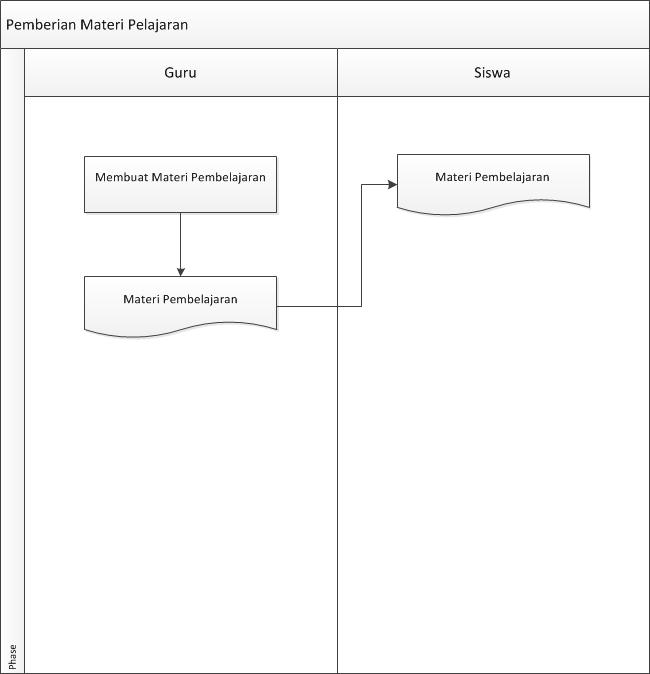 Pemberian Materi Pelajaran
Guru
Siswa
Membuat Materi Pembelajaran
Materi Pembelajaran
Materi Pembelajaran
Phase